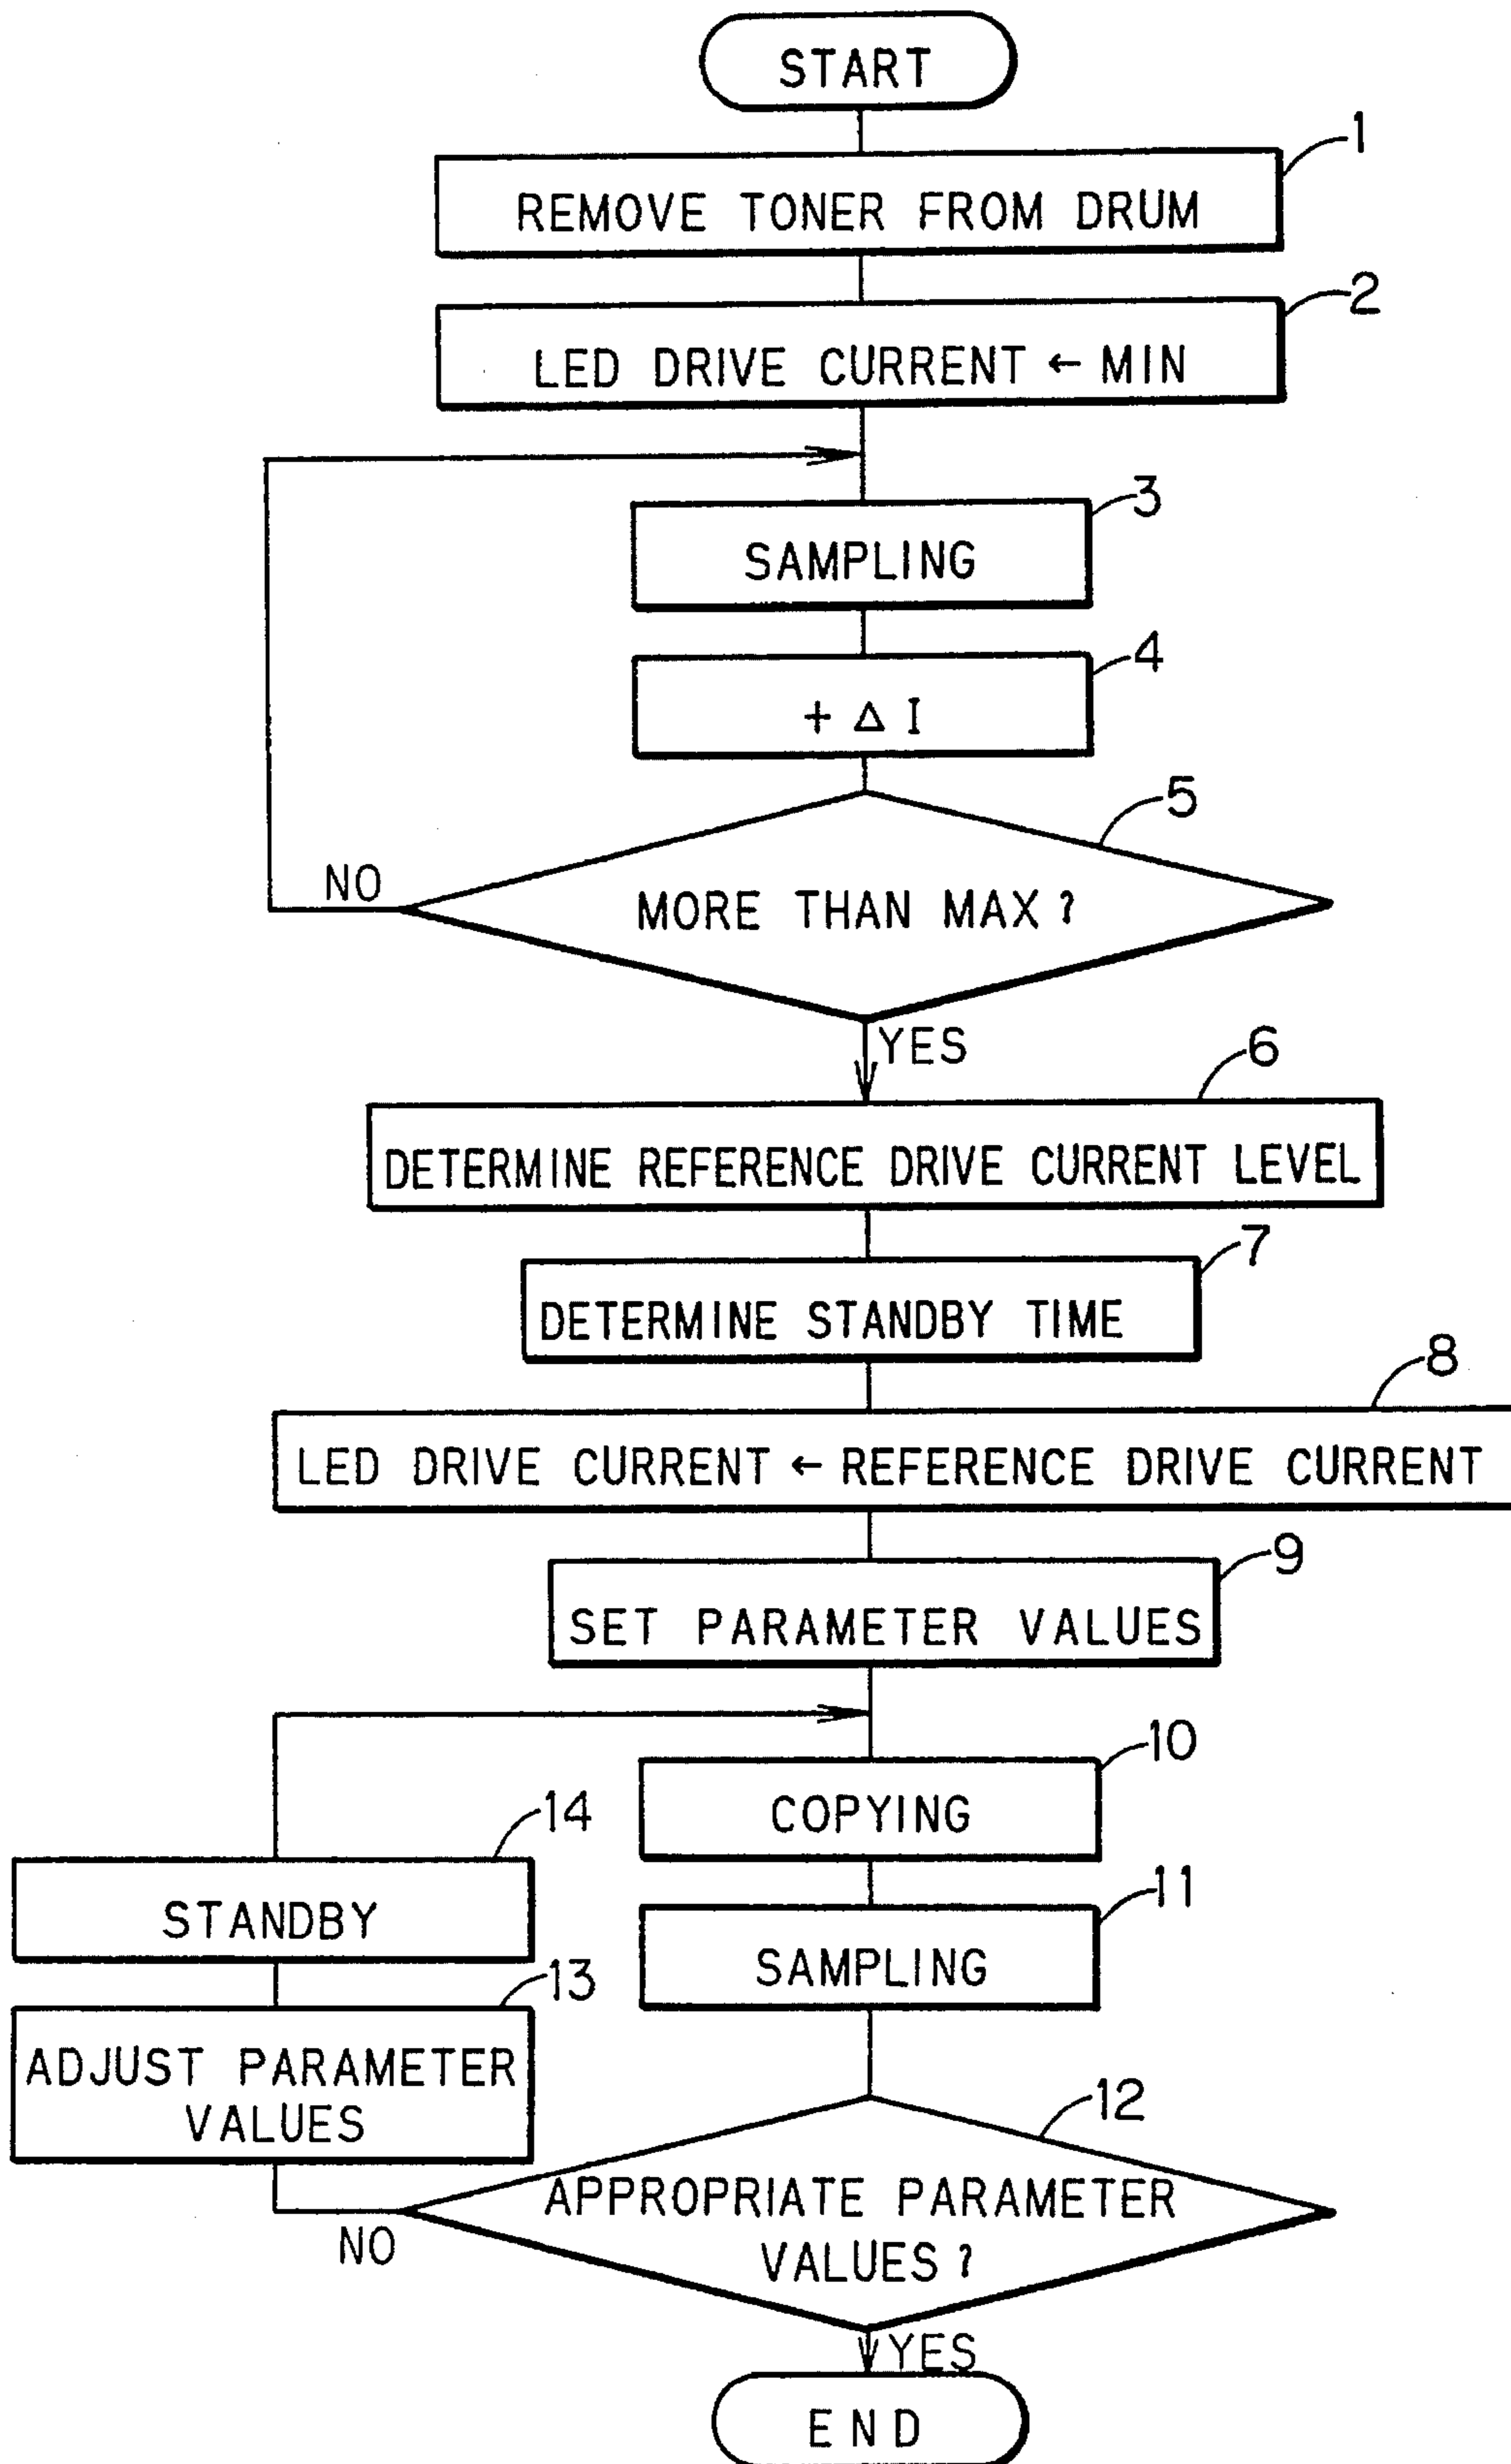 START
1
REMOVE TONER FROM DRUM
2
LED DRIVE CURRENT ← MIN
3
SAMPLING
4
+ Δ I
5
MORE THAN MAX ?
NO
YES
6
DETERMINE REFERENCE DRIVE CURRENT LEVEL
7
DETERMINE STANDBY TIME
8
LED DRIVE CURRENT ← REFERENCE DRIVE CURRENT
9
SET PARAMETER VALUES
10
COPYING
14
STANDBY
11
SAMPLING
13
ADJUST PARAMETER
VALUES
12
APPROPRIATE PARAMETER
VALUES ?
NO
YES
END